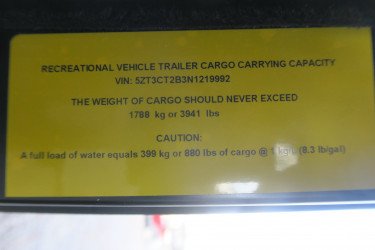 RECREATIONAL VEHICLE TRAILER CARGO CARRYING CAPACITY
VIN: 5ZT3CT2B3N1219992
THE WEIGHT OF CARGO SHOULD NEVER EXCEED
1788 kg or 3941 lbs
CAUTION:
A full load of water equals 399 kg or 880 lbs of cargo @ 1 kg/L (8.3 lb/gal)